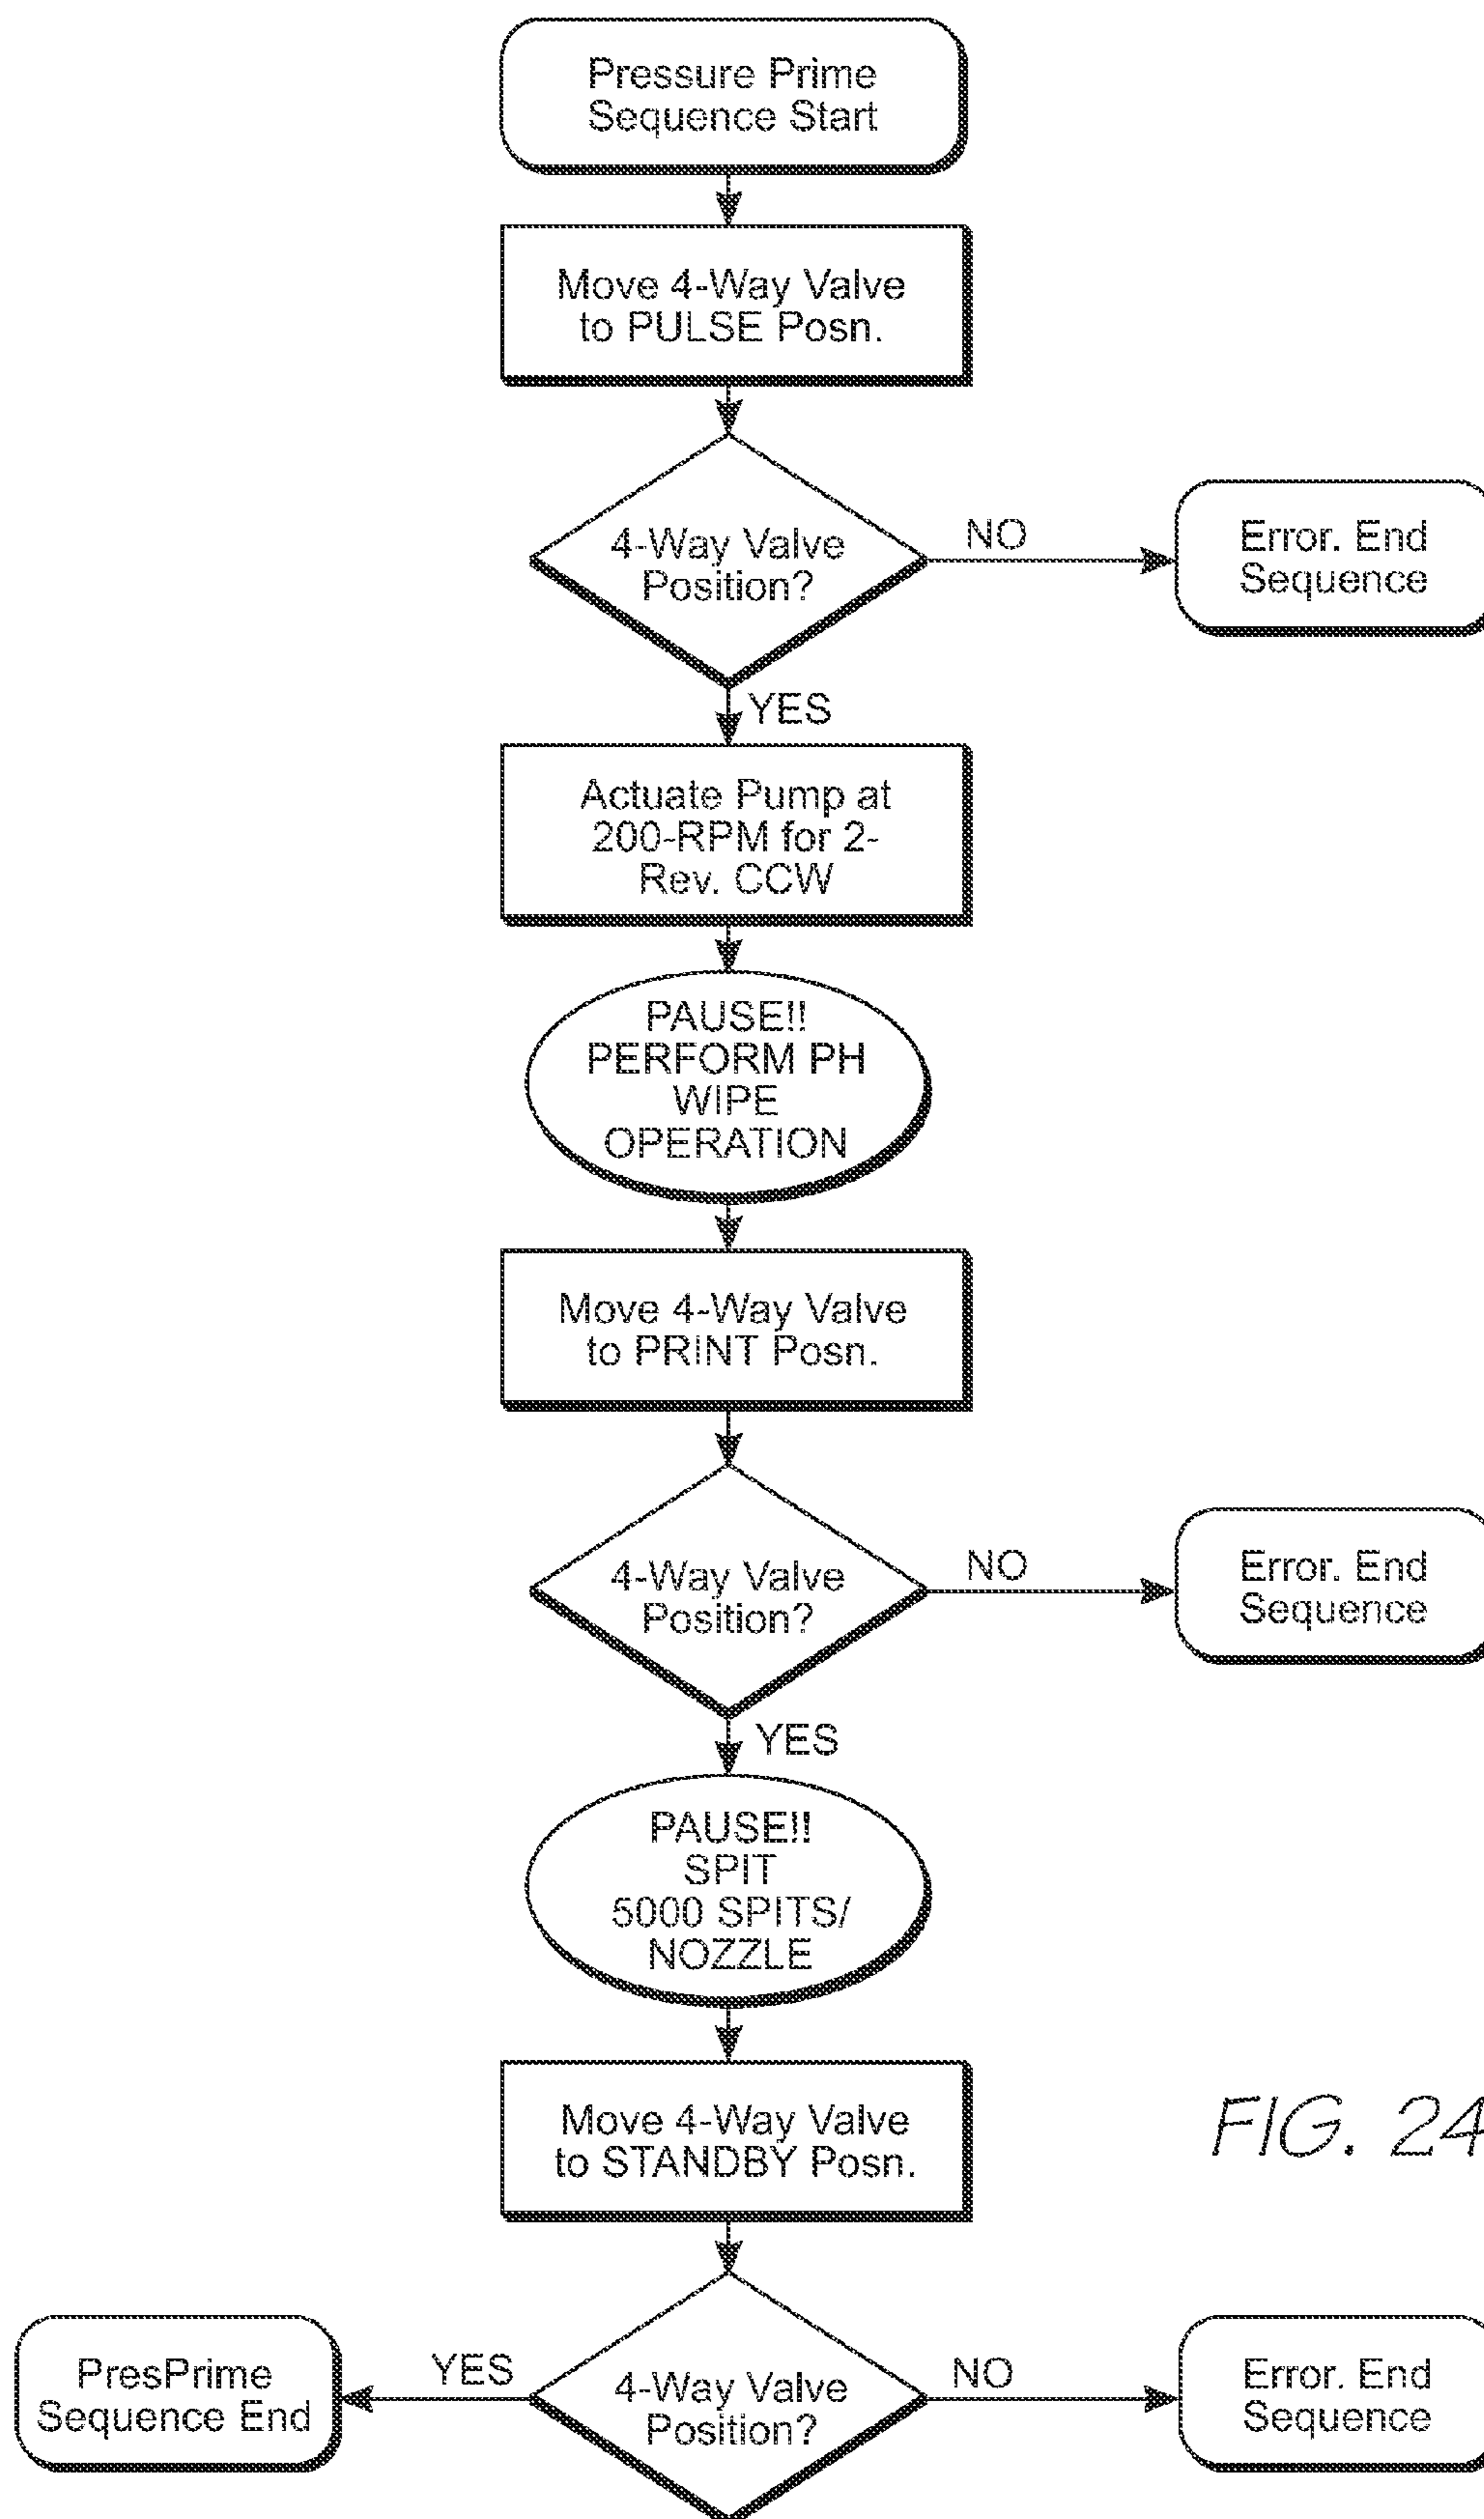 Pressure Prime
Sequence Start
Move 4-Way Valve
to PULSE Posn.
4-Way Valve
Position?
NO
Error. End
Sequence
YES
Actuate Pump at
200-RPM for 2-
Rev. CCW
PAUSE!!
PERFORM PH
WIPE
OPERATION
Move 4-Way Valve
to PRINT Posn.
4-Way Valve
Position?
NO
Error. End
Sequence
YES
PAUSE!!
SPIT
5000 SPITS/
NOZZLE
Move 4-Way Valve
to STANDBY Posn.
FIG. 24
PresPrime
Sequence End
YES
4-Way Valve
Position?
NO
Error. End
Sequence